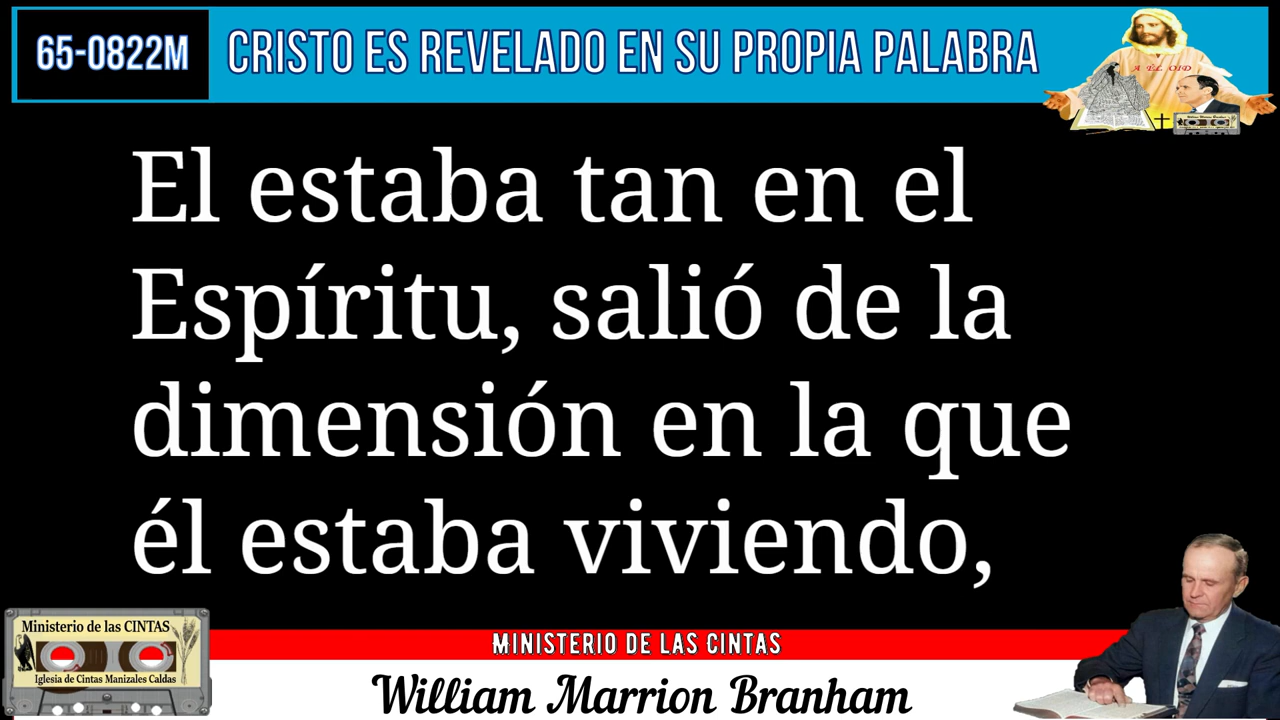 65-0822M
CRISTO ES REVELADO EN SU PROPIA PALABRA
A ÉL OID
El estaba tan en el
Espíritu, salió de la
dimensión en la que
él estaba viviendo,
Ministerio de las CINTAS
Iglesia de Cintas Manizales Caldas
MINISTERIO DE LAS CINTAS
William Marrion Branham